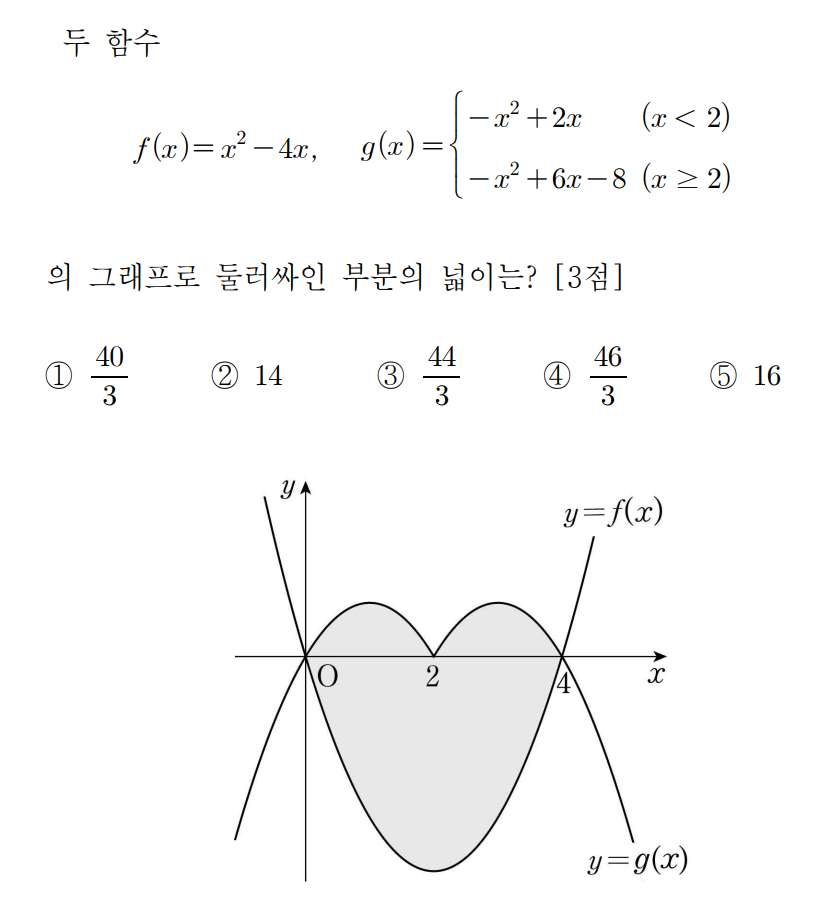 두 함수
f(x)=x²−4x, g(x)={−x²+2x (x<2)
−x²+6x−8 (x≥2)
의 그래프로 둘러싸인 부분의 넓이는? [3점]
① 40/3 ② 14 ③ 44/3 ④ 46/3 ⑤ 16
y
y=f(x)
O 2 4 x
y=g(x)